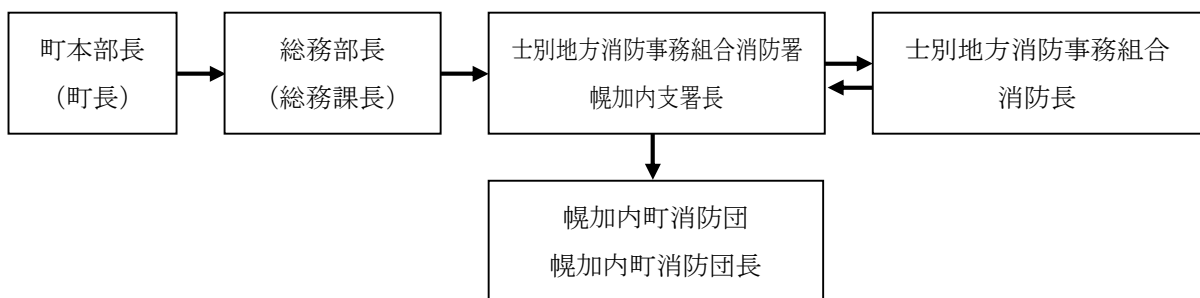 町本部長
（町長）
総務部長
（総務課長）
士別地方消防事務組合消防署
幌加内支署長
士別地方消防事務組合
消防長
幌加内町消防団
幌加内町消防団長